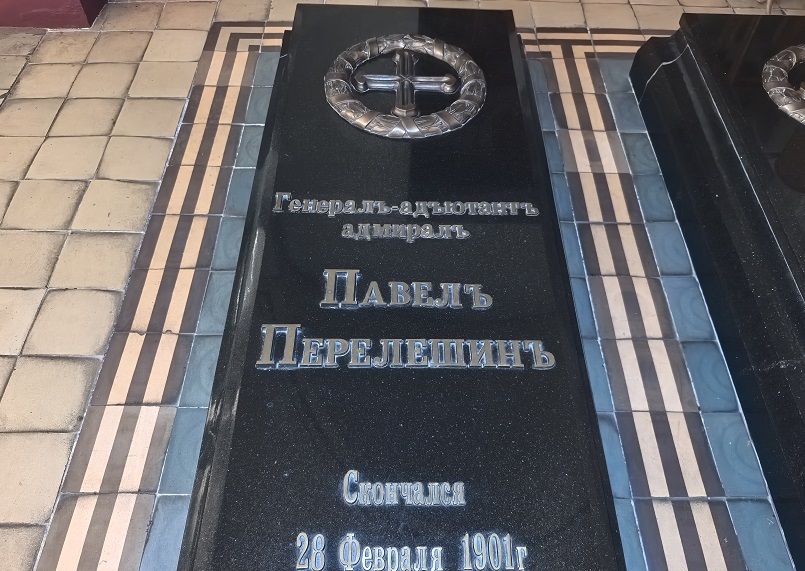 Генералъ-адъютантъ
адмиралъ
Павелъ
Перелешинъ
Скончался
28 Февраля 1901г